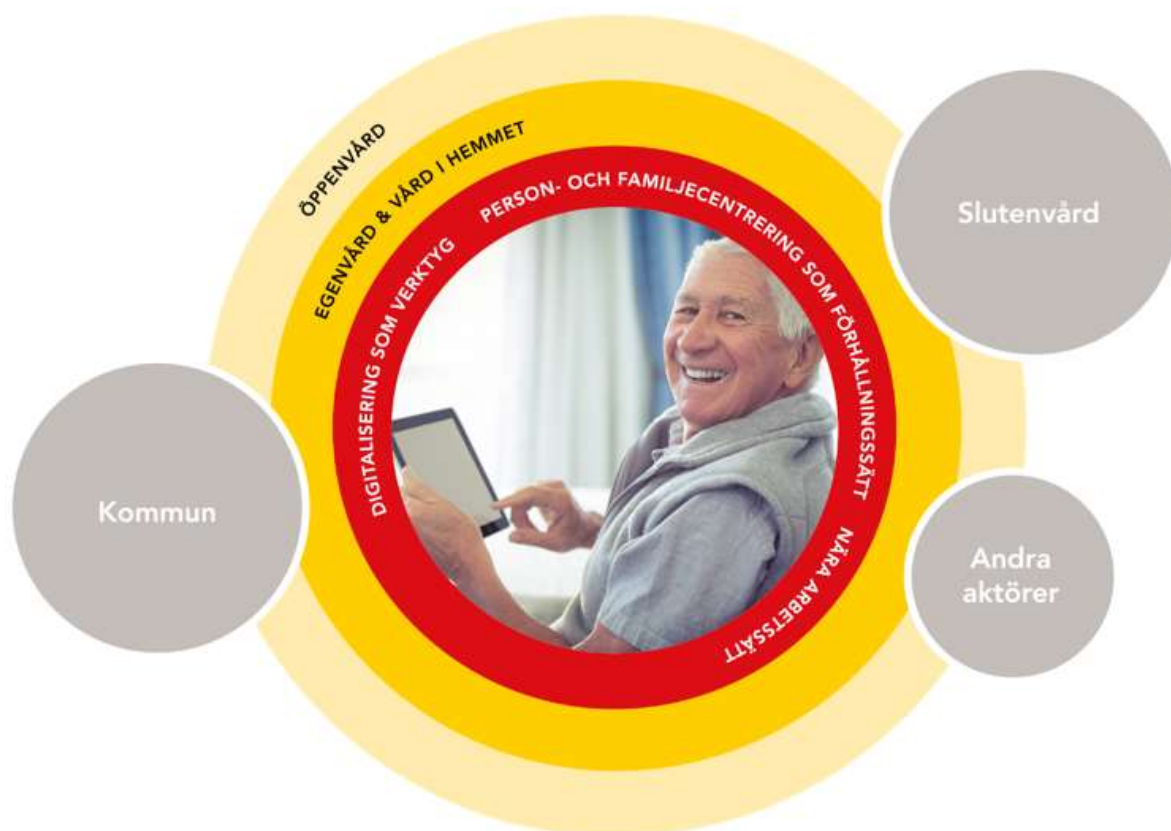 ÖPPENVÅRD
EGENVÅRD & VÅRD I HEMMET
DIGITALISERING SOM VERKTYG
PERSON- OCH FAMILJECENTRERING SOM FÖRHÅLLNINGSSÄTT
NÄRA ARBETSSÄTT
Slutenvård
Kommun
Andra
aktörer